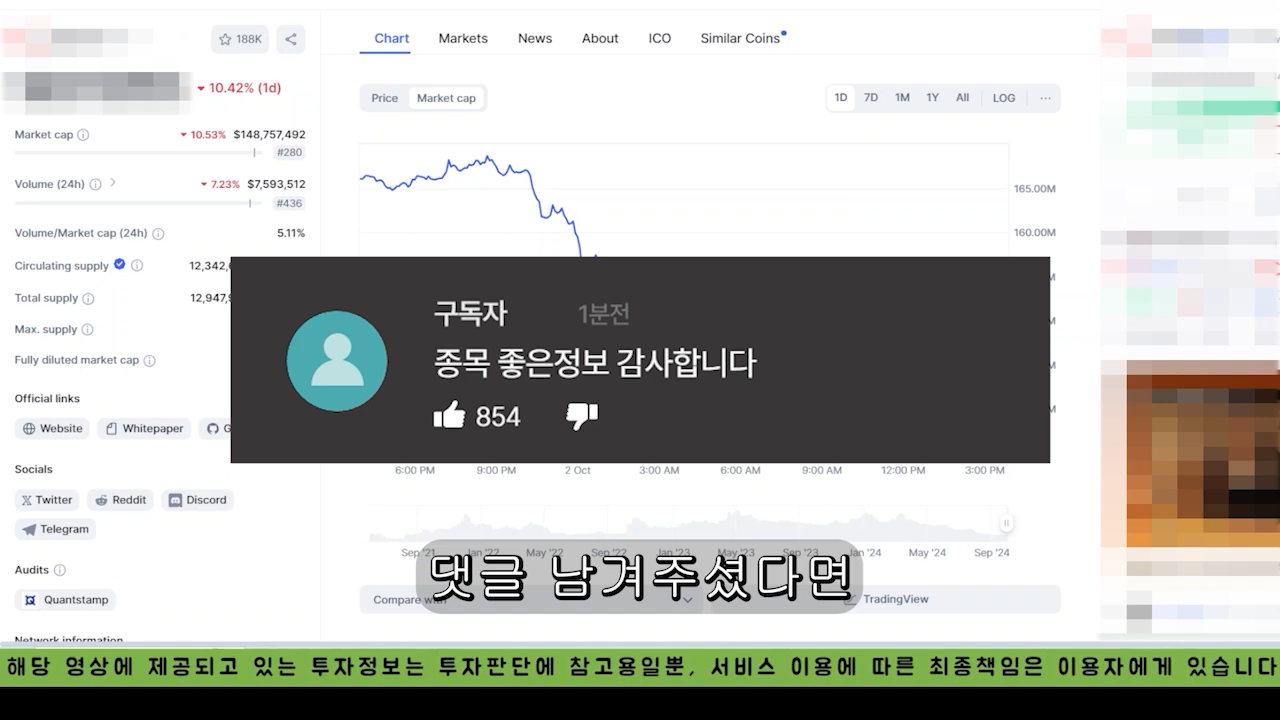 188K
Chart Markets News About ICO Similar Coins
10.42% (1d)
Price Market cap
1D 7D 1M 1Y All LOG ...
Market cap 10.53% $148,757,492
#280
Volume (24h) 7.23% $7,593,512
#436
Volume/Market cap (24h) 5.11%
Circulating supply 12,342,
Total supply
Max. supply
Fully diluted market cap
165.00M
160.00M
구독자 1분전
종목 좋은정보 감사합니다
854
Official links
Website Whitepaper
Socials
Twitter Reddit Discord
Telegram
Audits
Quantstamp
Network information
6:00 PM 9:00 PM 2 Oct 3:00 AM 6:00 AM 9:00 AM 12:00 PM 3:00 PM
Sep '21 Jan '22 May '22 Sep '22 Jan '23 May '23 Sep '23 Jan '24 May '24 Sep '24
Compare with TradingView
댓글 남겨주셨다면
해당 영상에 제공되고 있는 투자정보는 투자판단에 참고용일뿐, 서비스 이용에 따른 최종책임은 이용자에게 있습니다